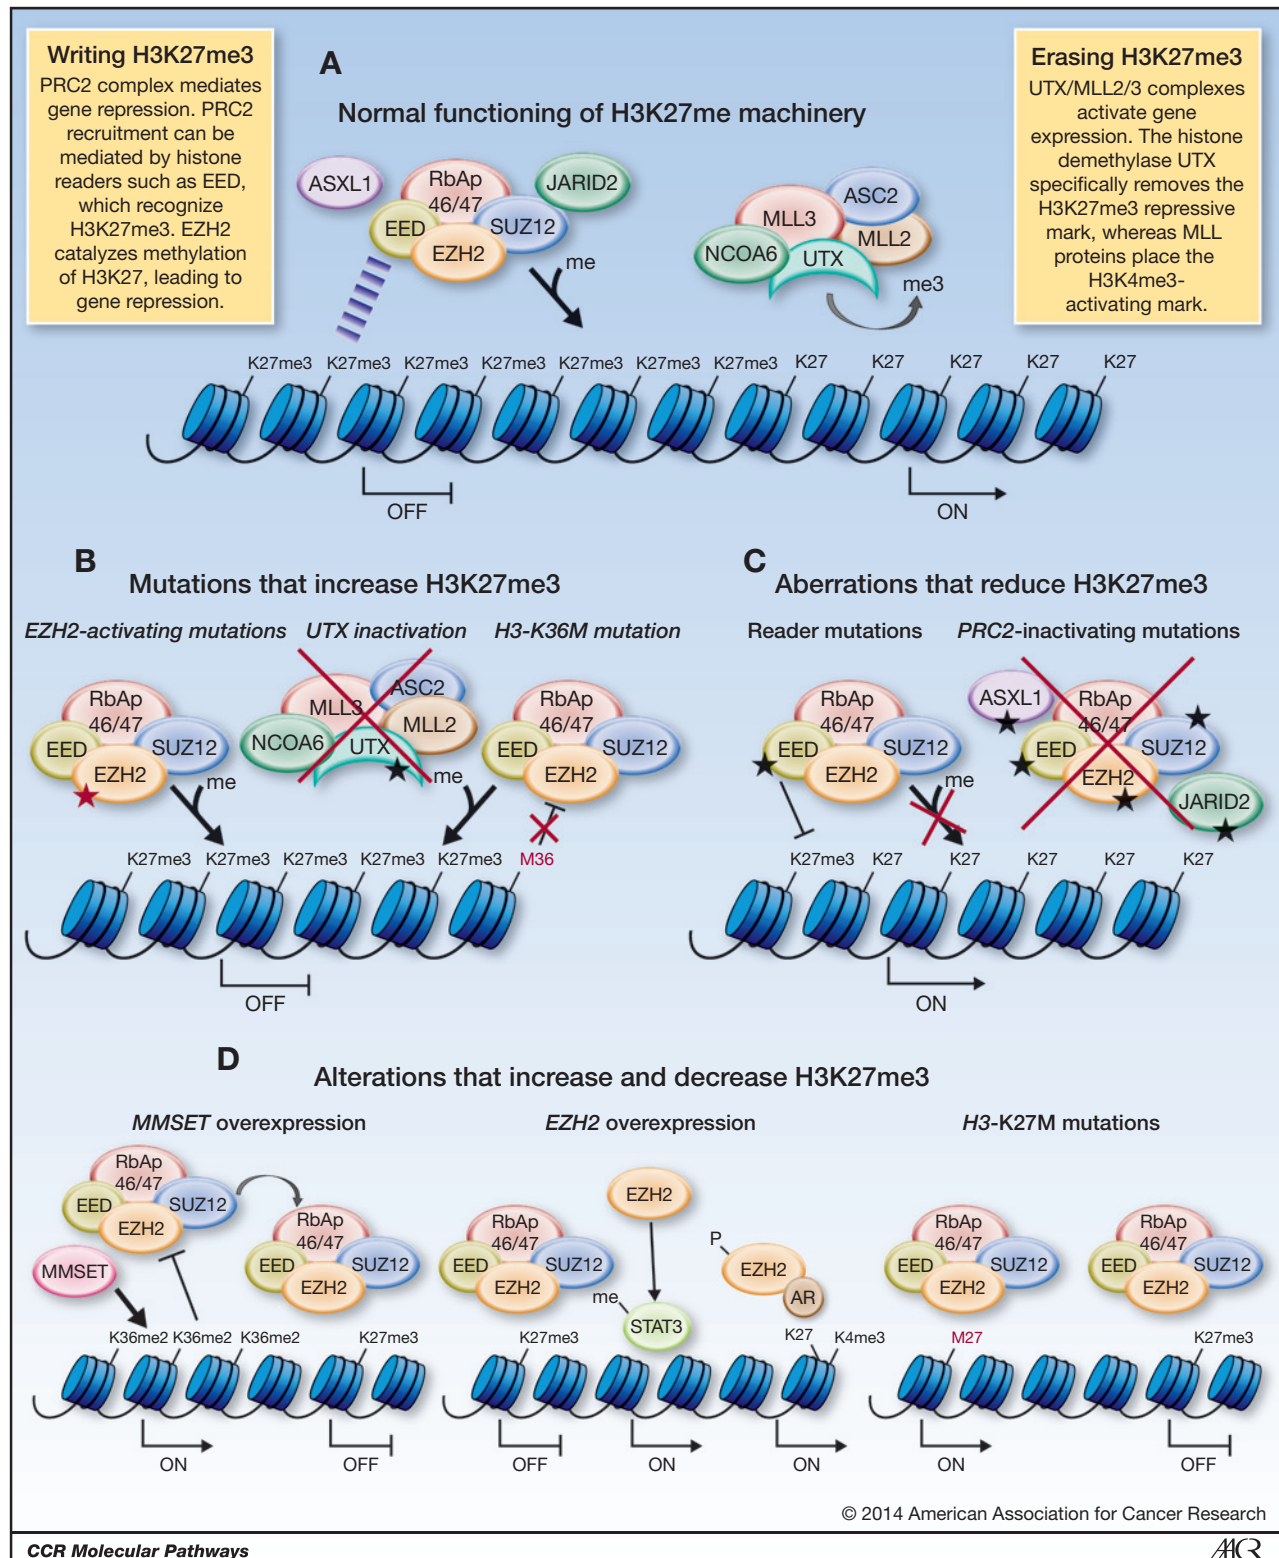 Writing H3K27me3
PRC2 complex mediates
gene repression. PRC2
recruitment can be
mediated by histone
readers such as EED,
which recognize
H3K27me3. EZH2
catalyzes methylation
of H3K27, leading to
gene repression.
A
Normal functioning of H3K27me machinery
Erasing H3K27me3
UTX/MLL2/3 complexes
activate gene
expression. The histone
demethylase UTX
specifically removes the
H3K27me3 repressive
mark, whereas MLL
proteins place the
H3K4me3-
activating mark.
ASXL1
RbAp
46/47
JARID2
EED
SUZ12
EZH2
me
ASC2
MLL3
MLL2
NCOA6
UTX
me3
K27me3 K27me3 K27me3 K27me3 K27me3 K27me3 K27me3 K27 K27 K27 K27 K27
OFF
ON
B
Mutations that increase H3K27me3
EZH2-activating mutations
UTX inactivation
H3-K36M mutation
RbAp
46/47
EED
SUZ12
EZH2
me
ASC2
MLL3
MLL2
NCOA6
UTX
me
RbAp
46/47
EED
SUZ12
EZH2
K27me3 K27me3 K27me3 K27me3 K27me3 M36
OFF
C
Aberrations that reduce H3K27me3
Reader mutations
PRC2-inactivating mutations
RbAp
46/47
EED
SUZ12
EZH2
me
ASXL1
RbAp
46/47
EED
SUZ12
EZH2
JARID2
K27me3 K27 K27 K27 K27 K27
ON
D
Alterations that increase and decrease H3K27me3
MMSET overexpression
RbAp
46/47
EED
SUZ12
EZH2
MMSET
RbAp
46/47
EED
SUZ12
EZH2
K36me2 K36me2 K36me2 K27me3
ON
OFF
EZH2 overexpression
RbAp
46/47
EED
SUZ12
EZH2
EZH2
me
STAT3
P
EZH2
AR
K27me3 K27 K4me3
OFF
ON
ON
H3-K27M mutations
RbAp
46/47
EED
SUZ12
EZH2
RbAp
46/47
EED
SUZ12
EZH2
M27 K27me3
ON
OFF
© 2014 American Association for Cancer Research
CCR Molecular Pathways
AACR